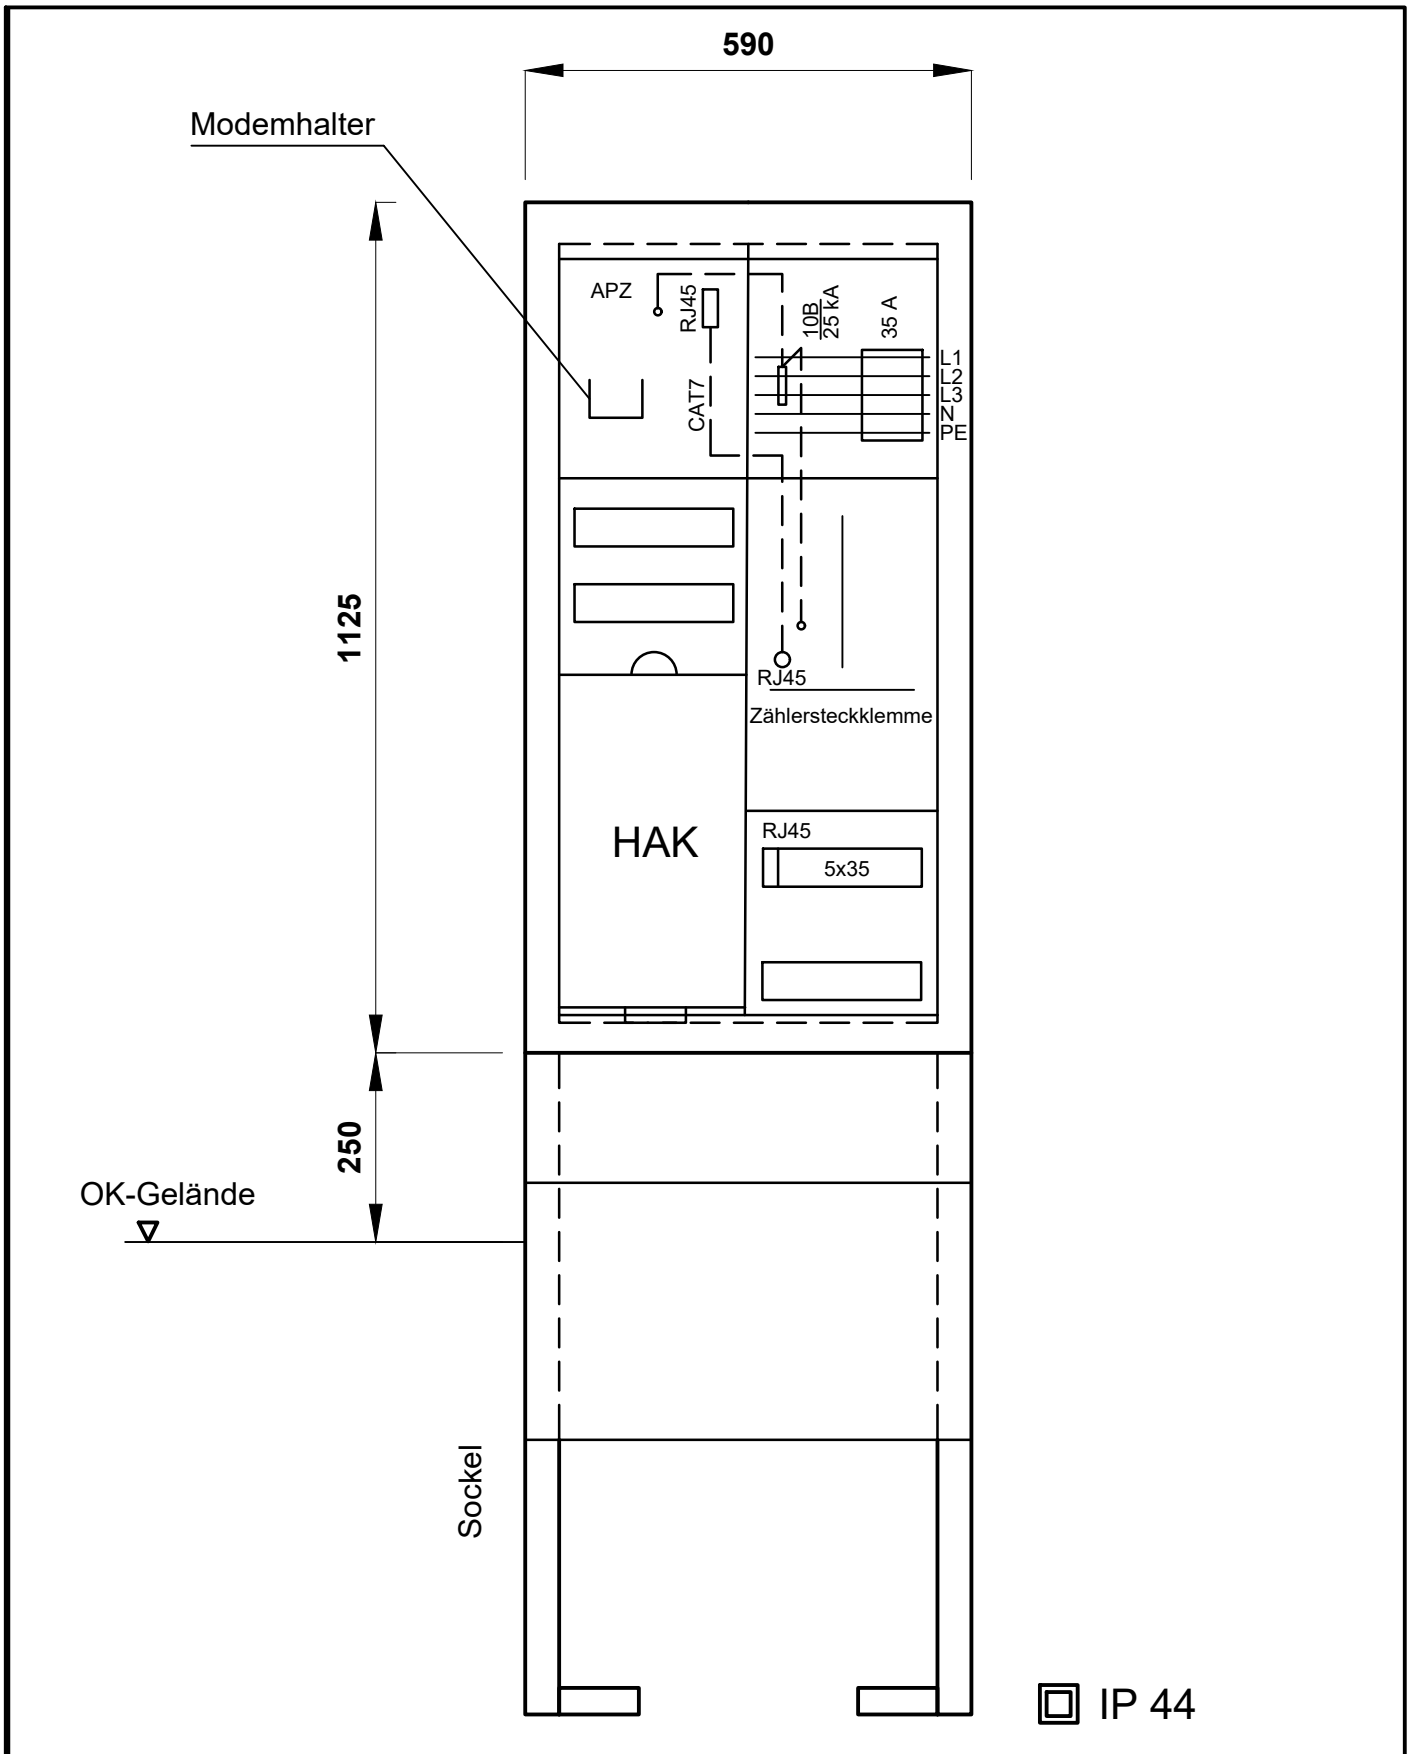 590
Modemhalter
APZ
RJ45
10B
25 kA
35 A
L1
L2
L3
N
PE
CAT7
1125
RJ45
Zählersteckklemme
HAK
RJ45
5x35
250
OK-Gelände
Sockel
IP 44